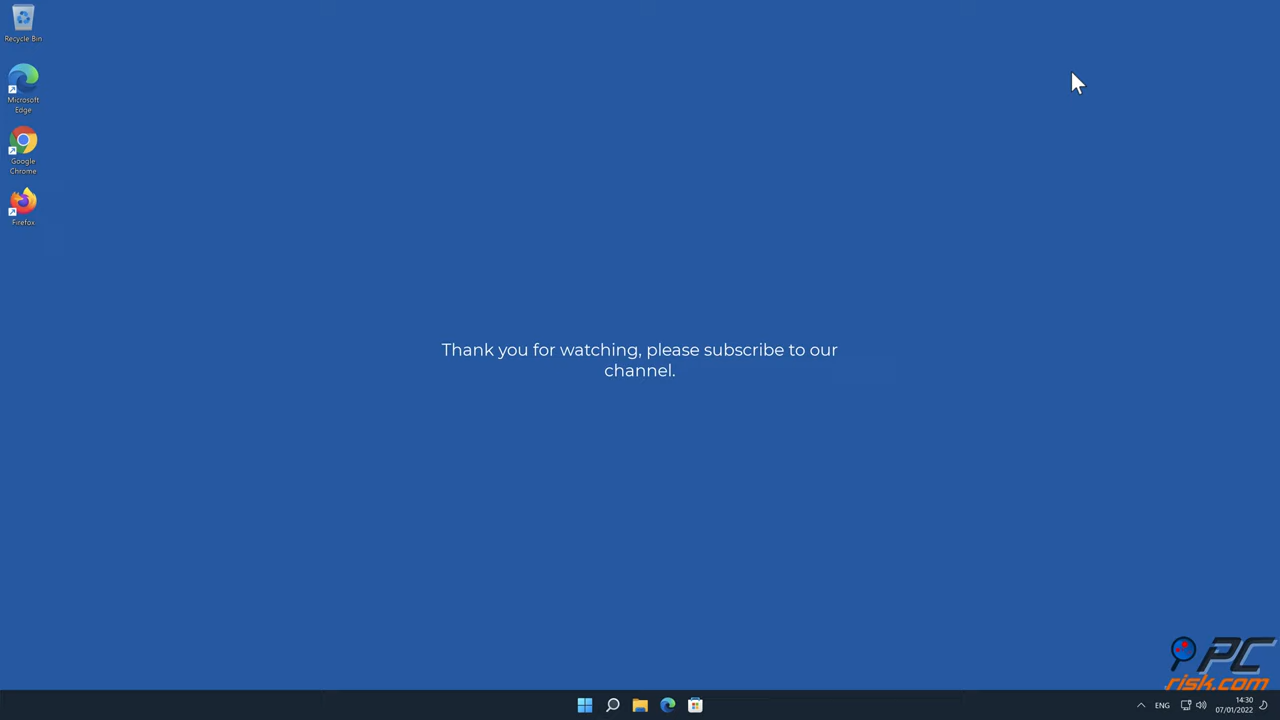 Recycle Bin
Microsoft
Edge
Google
Chrome
Firefox
Thank you for watching, please subscribe to our
channel.
PC
risk.com
ENG
14:30
07/01/2022